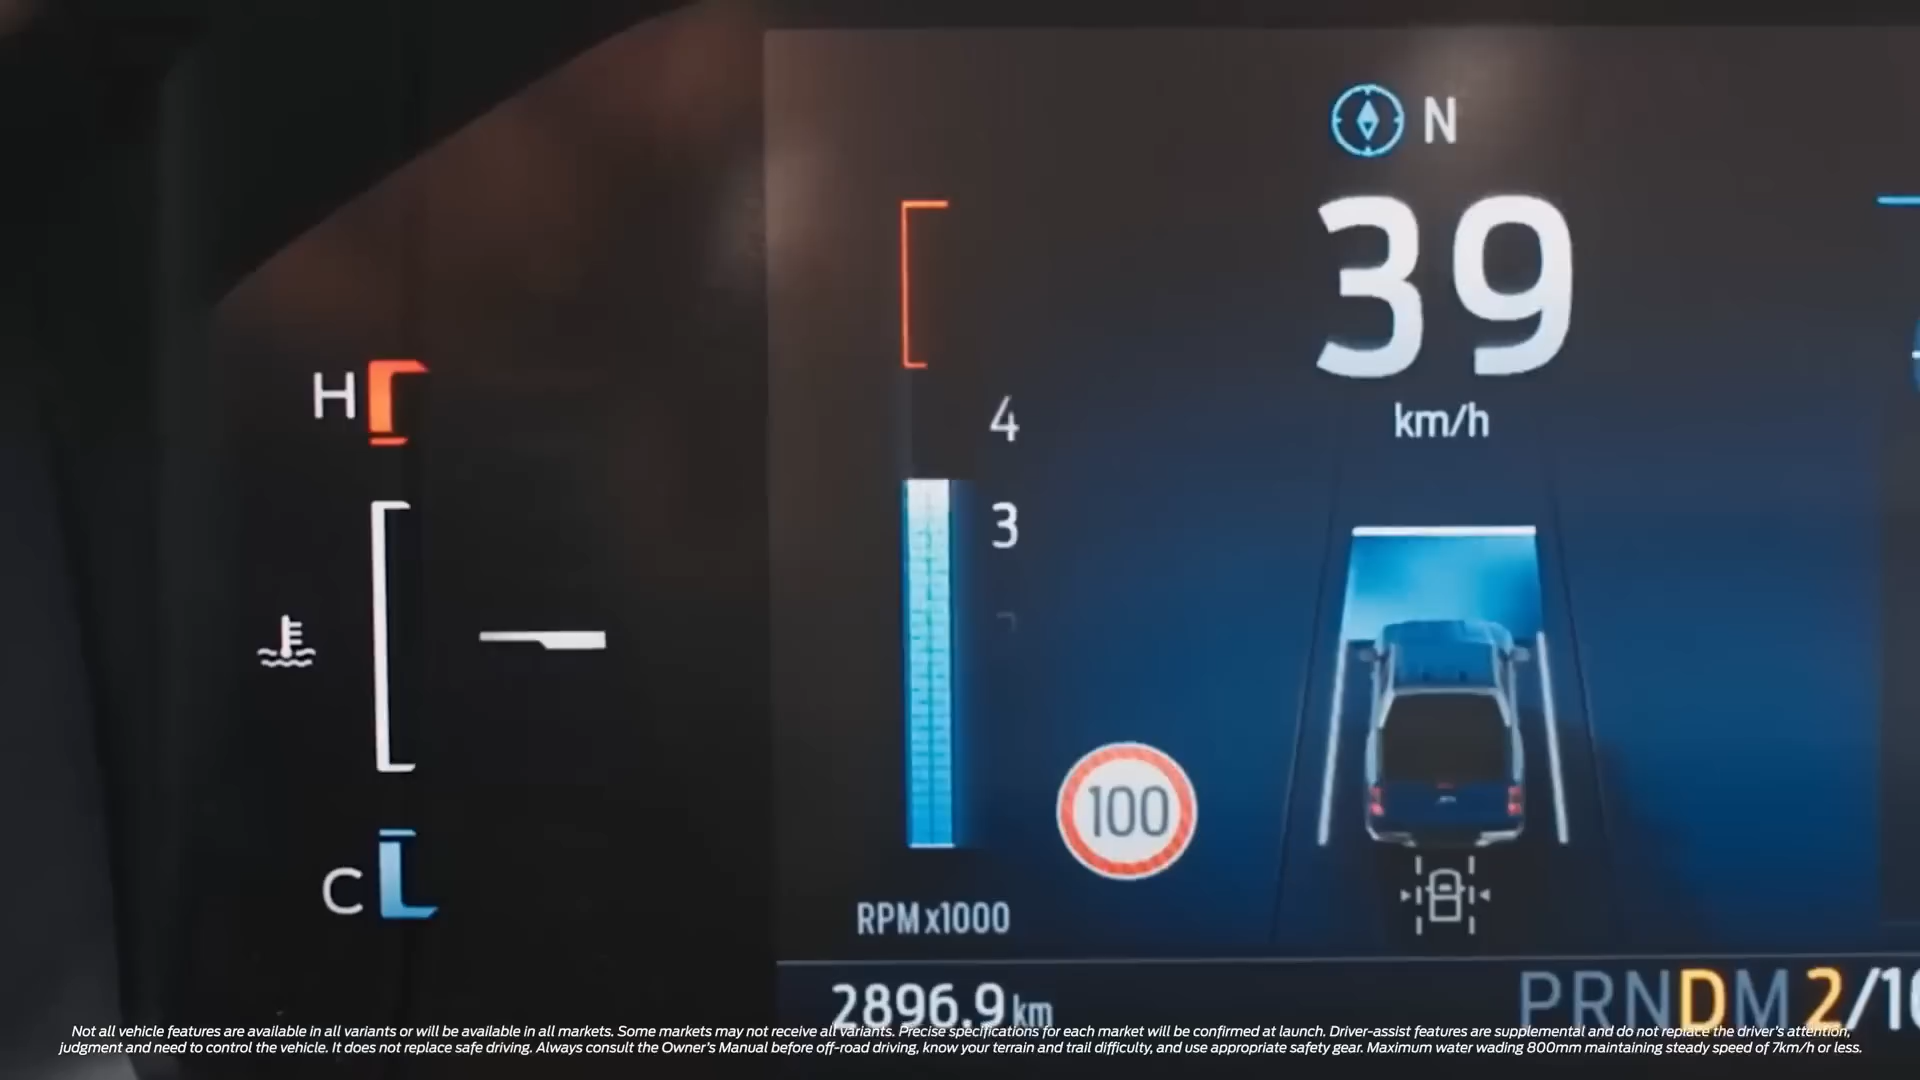 N
39
km/h
H
4
3
100
C
RPM x1000
2896.9 km
PRNDM 2/10
Not all vehicle features are available in all variants or will be available in all markets. Some markets may not receive all variants. Precise specifications for each market will be confirmed at launch. Driver-assist features are supplemental and do not replace the driver's attention,
judgment and need to control the vehicle. It does not replace safe driving. Always consult the Owner's Manual before off-road driving, know your terrain and trail difficulty, and use appropriate safety gear. Maximum water wading 800mm maintaining steady speed of 7km/h or less.